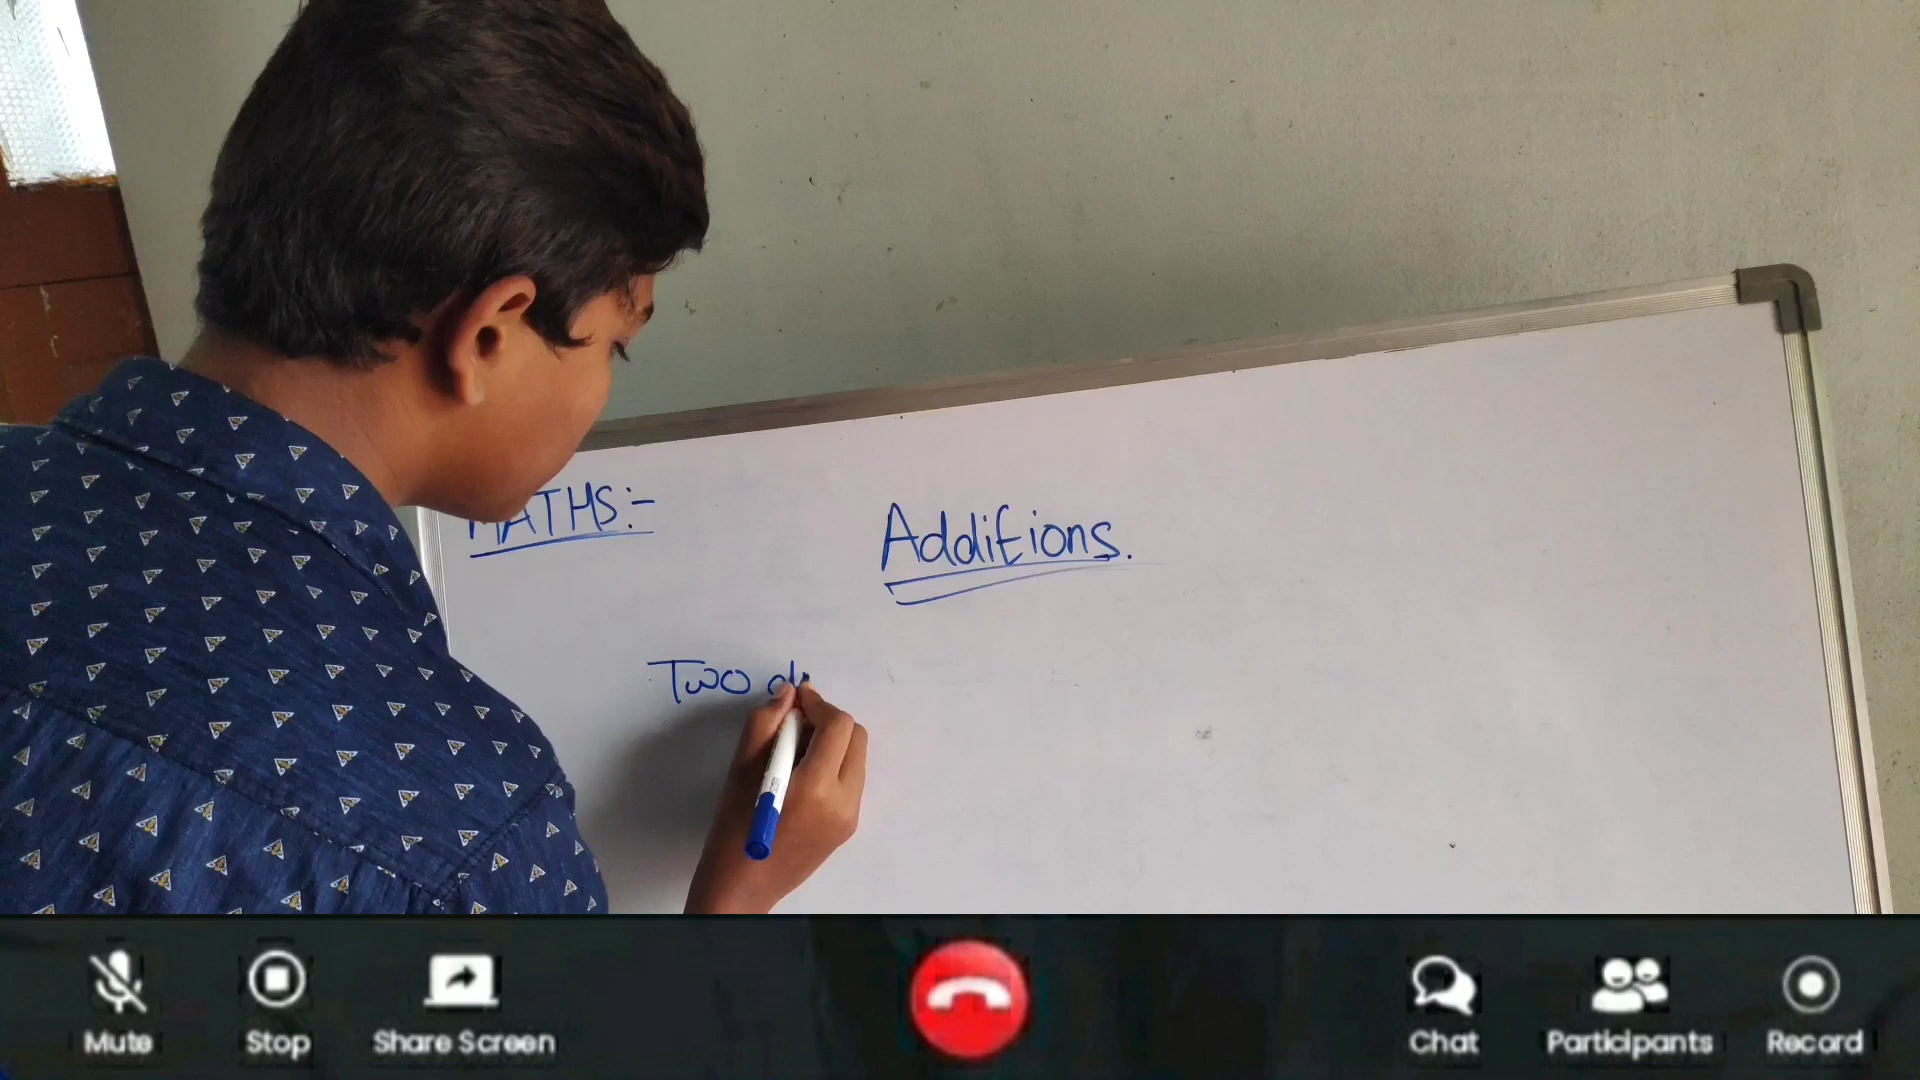 MATHS:-
Additions.
Two
Mute Stop Share Screen Chat Participants Record